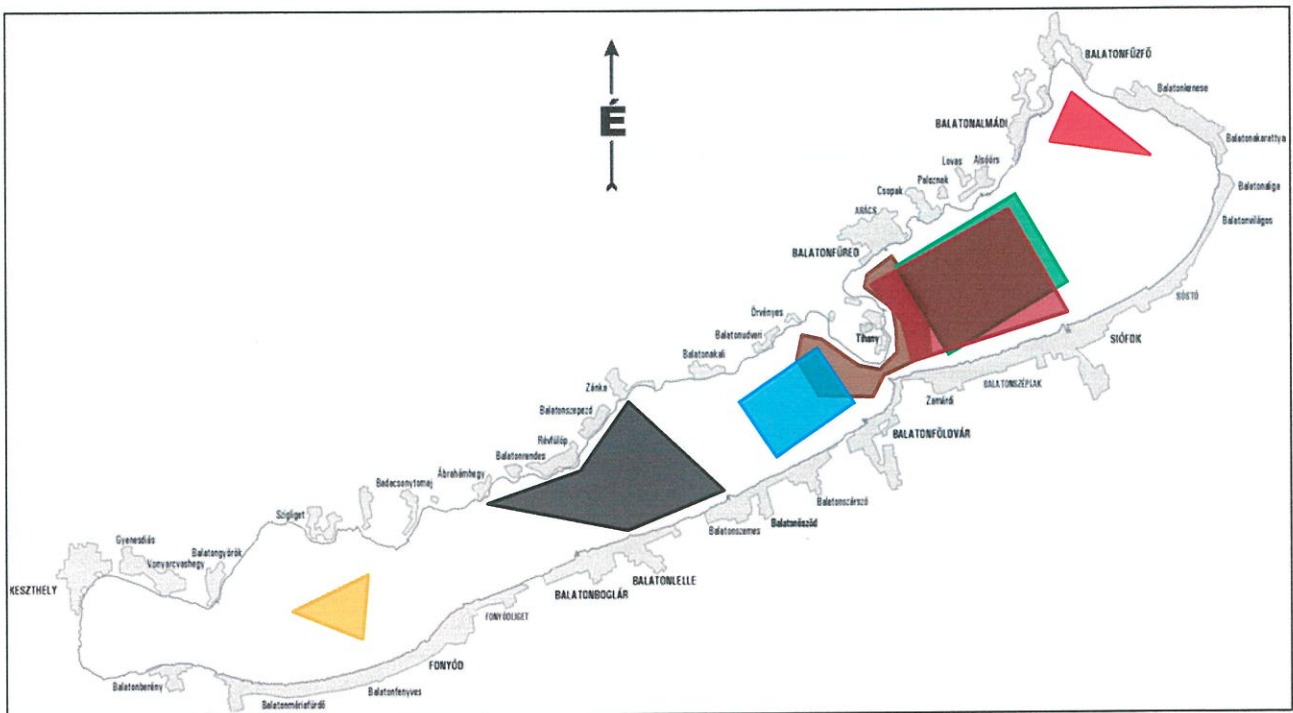 BALATONFŰZFŐ
Balatonkenese
É
BALATONALMÁDI
Balatonakarattya
Lovas
Alsóörs
Paloznak
Csopak
Balatonaliga
ARÁCS
Balatonvilágos
BALATONFÜRED
SÓSTÓ
Örvényes
Tihany
Balatonudvari
SIÓFOK
Balatonakali
BALATONSZÉPLAK
Zánka
Zamárdi
Balatonszepezd
BALATONFÖLDVÁR
Révfülöp
Balatonrendes
Ábrahámhegy
Badacsonytomaj
Balatonszárszó
Szigliget
Balatonőszöd
Balatonszemes
Gyenesdiás
Balatongyörök
Vonyarcvashegy
KESZTHELY
BALATONLELLE
BALATONBOGLÁR
FONYÓDLIGET
FONYÓD
Balatonberény
Balatonfenyves
Balatonmáriafürdő